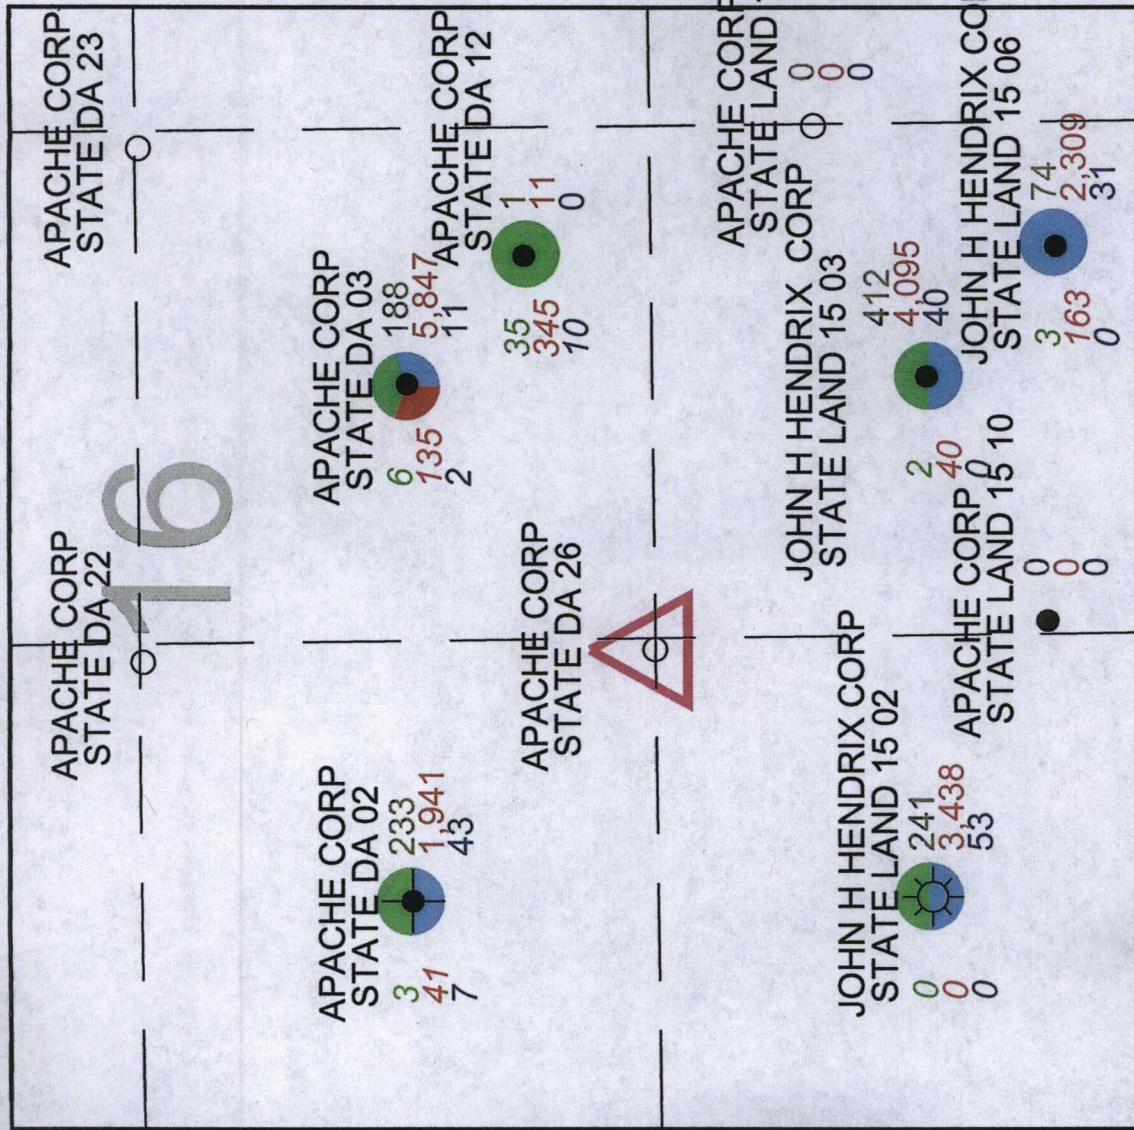 APACHE CORP
STATE DA 22
APACHE CORP
STATE DA 23
16
APACHE CORP
STATE DA 02
3
41
7
233
1,941
43
APACHE CORP
STATE DA 03
6
135
2
188
5,847
11
APACHE CORP
STATE DA 12
35
345
10
1
11
0
APACHE CORP
STATE DA 26
APACHE CORP
STATE LAND
0
0
0
JOHN H HENDRIX CORP
STATE LAND 15 03
2
40
0
412
4,095
40
JOHN H HENDRIX CORP
STATE LAND 15 02
0
0
0
241
3,438
53
APACHE CORP
STATE LAND 15 10
0
0
0
JOHN H HENDRIX CO
STATE LAND 15 06
3
163
0
74
2,309
31